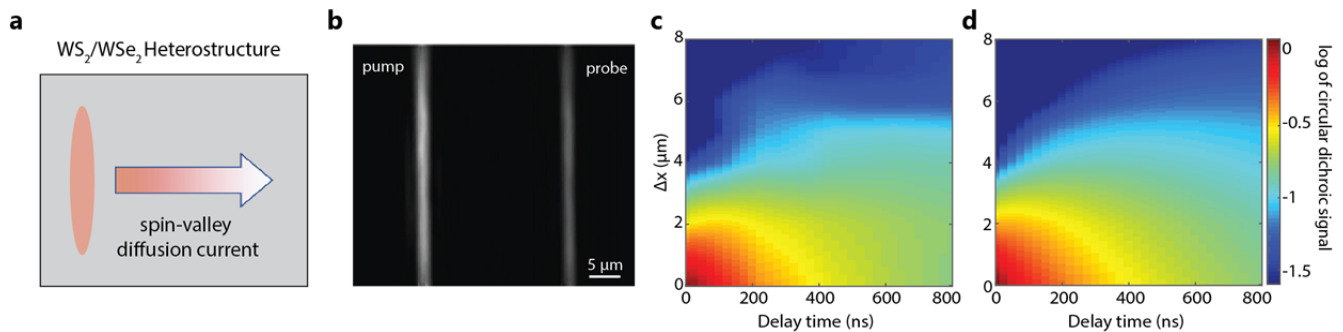 a
WS₂/WSe₂ Heterostructure
spin-valley
diffusion current
b
pump
probe
5 μm
c
8
6
4
2
0
Δx (μm)
0 200 400 600 800
Delay time (ns)
d
8
6
4
2
0
0 200 400 600 800
Delay time (ns)
0
-0.5
-1
-1.5
log of circular dichroic signal